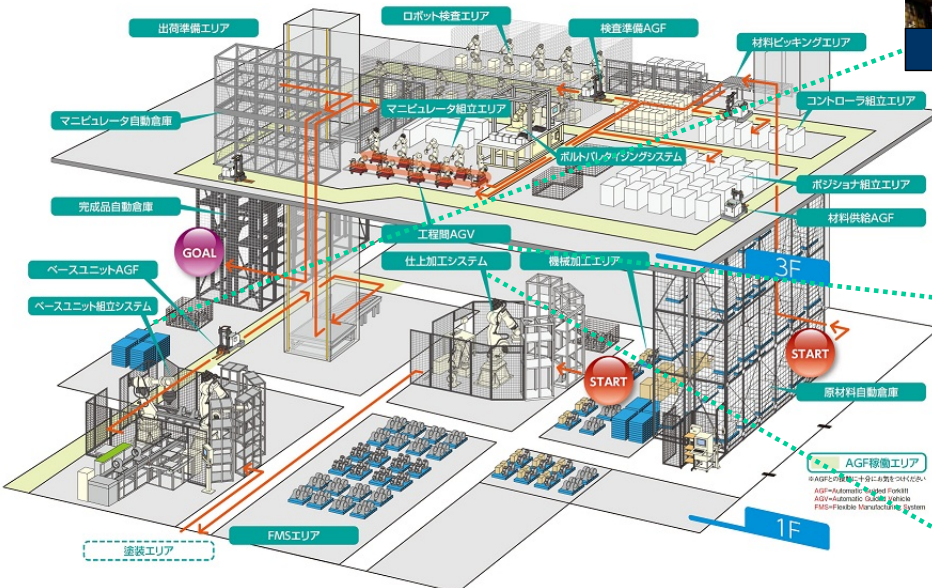 ロボット検査エリア
出荷準備エリア
検査準備AGF
材料ピッキングエリア
コントローラ組立エリア
マニピュレータ組立エリア
マニピュレータ自動倉庫
ボルトパレタイジングシステム
ポジショナ組立エリア
完成品自動倉庫
材料供給AGF
工程間AGV
GOAL
仕上加工システム
機械加工エリア
3F
ベースユニットAGF
ベースユニット組立システム
START
START
原材料自動倉庫
AGF稼働エリア
※AGFとの接触に十分にお気をつけください
AGF=Automatic Guided Forklift
AGV=Automatic Guided Vehicle
FMS=Flexible Manufacturing System
1F
FMSエリア
塗装エリア